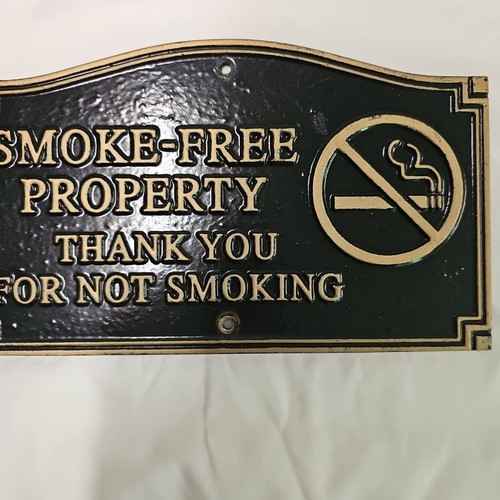 SMOKE-FREE
PROPERTY
THANK YOU
FOR NOT SMOKING